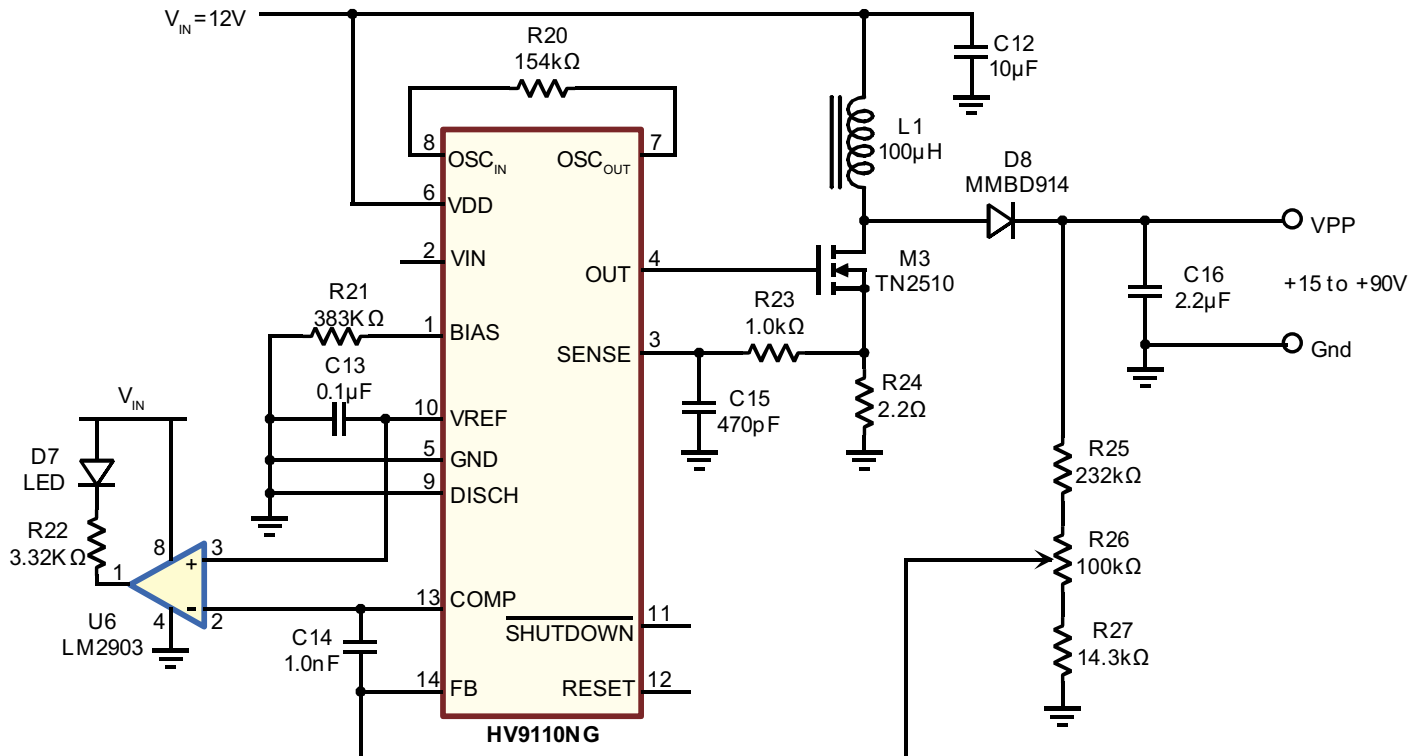 V_IN=12V
R20
154kΩ
C12
10µF
L1
100µH
D8
MMBD914
8
OSC_IN
OSC_OUT
7
6
VDD
2
VIN
OUT
4
M3
TN2510
VPP
C16
2.2µF
+15 to +90V
R21
383KΩ
1
BIAS
R23
1.0kΩ
SENSE
3
Gnd
C13
0.1µF
10
VREF
C15
470pF
R24
2.2Ω
V_IN
5
GND
9
DISCH
D7
LED
R25
232kΩ
R22
3.32KΩ
8
3
1
+
-
4
2
U6
LM2903
R26
100kΩ
13
COMP
SHUTDOWN
11
C14
1.0nF
R27
14.3kΩ
14
FB
RESET
12
HV9110NG